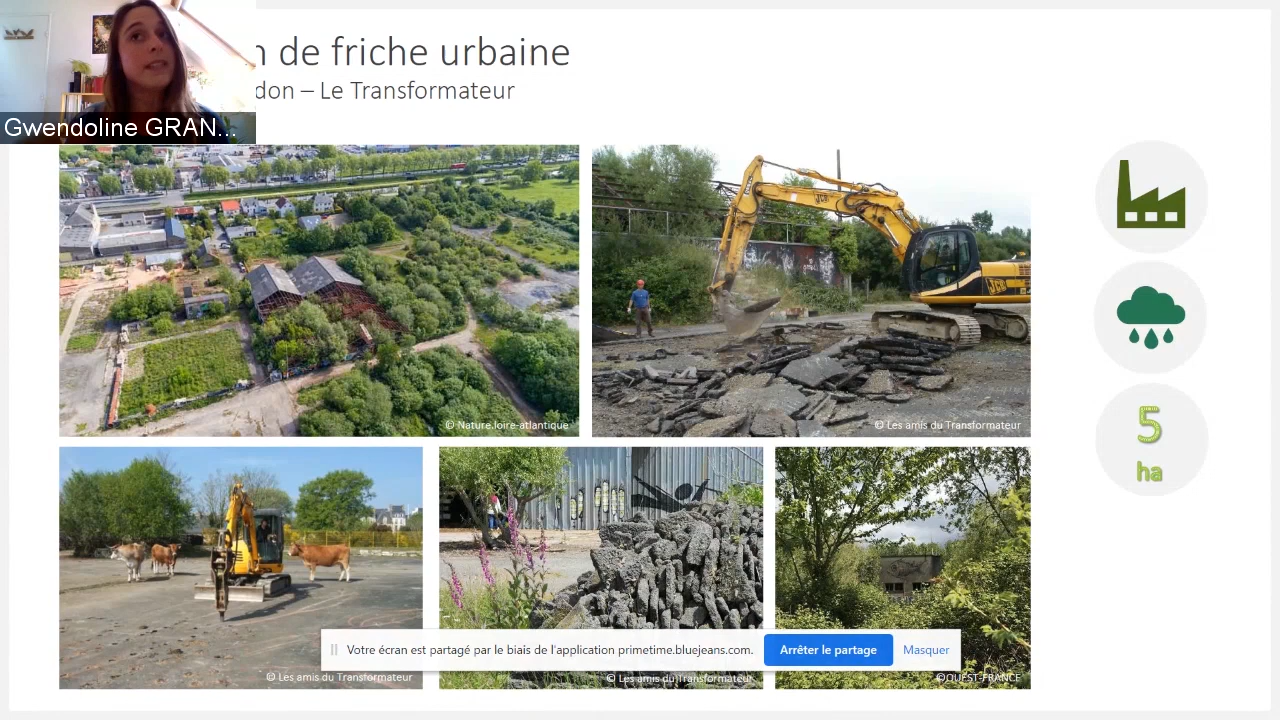 n de friche urbaine
don – Le Transformateur
Gwendoline GRAN...
© Nature.loire-atlantique
JCB
JCB
© Les amis du Transformateur
5
ha
Votre écran est partagé par le biais de l'application primetime.bluejeans.com.
Arrêter le partage
Masquer
© Les amis du Transformateur
© Les amis du Transformateur
©OUEST-FRANCE